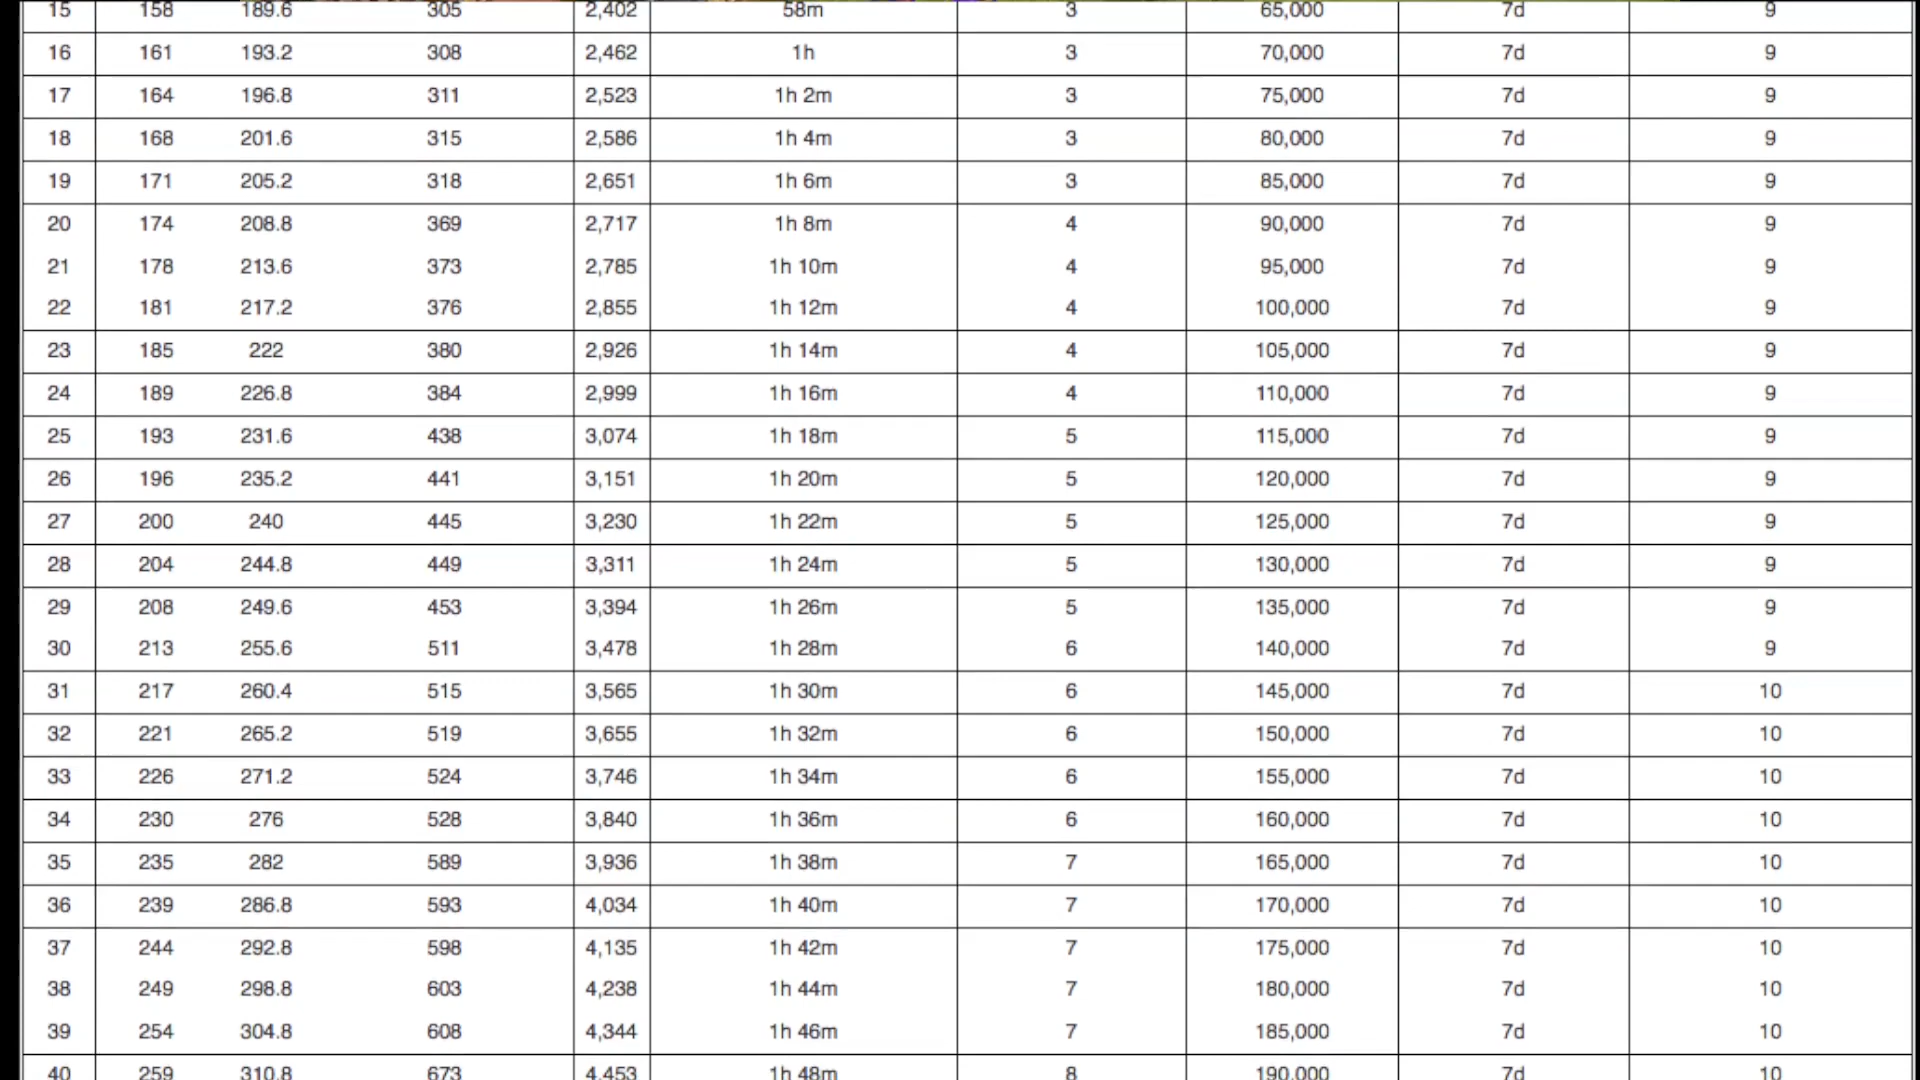 15 158 189.6 305 2,402 58m 3 65,000 7d 9
16 161 193.2 308 2,462 1h 3 70,000 7d 9
17 164 196.8 311 2,523 1h 2m 3 75,000 7d 9
18 168 201.6 315 2,586 1h 4m 3 80,000 7d 9
19 171 205.2 318 2,651 1h 6m 3 85,000 7d 9
20 174 208.8 369 2,717 1h 8m 4 90,000 7d 9
21 178 213.6 373 2,785 1h 10m 4 95,000 7d 9
22 181 217.2 376 2,855 1h 12m 4 100,000 7d 9
23 185 222 380 2,926 1h 14m 4 105,000 7d 9
24 189 226.8 384 2,999 1h 16m 4 110,000 7d 9
25 193 231.6 438 3,074 1h 18m 5 115,000 7d 9
26 196 235.2 441 3,151 1h 20m 5 120,000 7d 9
27 200 240 445 3,230 1h 22m 5 125,000 7d 9
28 204 244.8 449 3,311 1h 24m 5 130,000 7d 9
29 208 249.6 453 3,394 1h 26m 5 135,000 7d 9
30 213 255.6 511 3,478 1h 28m 6 140,000 7d 9
31 217 260.4 515 3,565 1h 30m 6 145,000 7d 10
32 221 265.2 519 3,655 1h 32m 6 150,000 7d 10
33 226 271.2 524 3,746 1h 34m 6 155,000 7d 10
34 230 276 528 3,840 1h 36m 6 160,000 7d 10
35 235 282 589 3,936 1h 38m 7 165,000 7d 10
36 239 286.8 593 4,034 1h 40m 7 170,000 7d 10
37 244 292.8 598 4,135 1h 42m 7 175,000 7d 10
38 249 298.8 603 4,238 1h 44m 7 180,000 7d 10
39 254 304.8 608 4,344 1h 46m 7 185,000 7d 10
40 259 310.8 673 4,453 1h 48m 8 190,000 7d 10